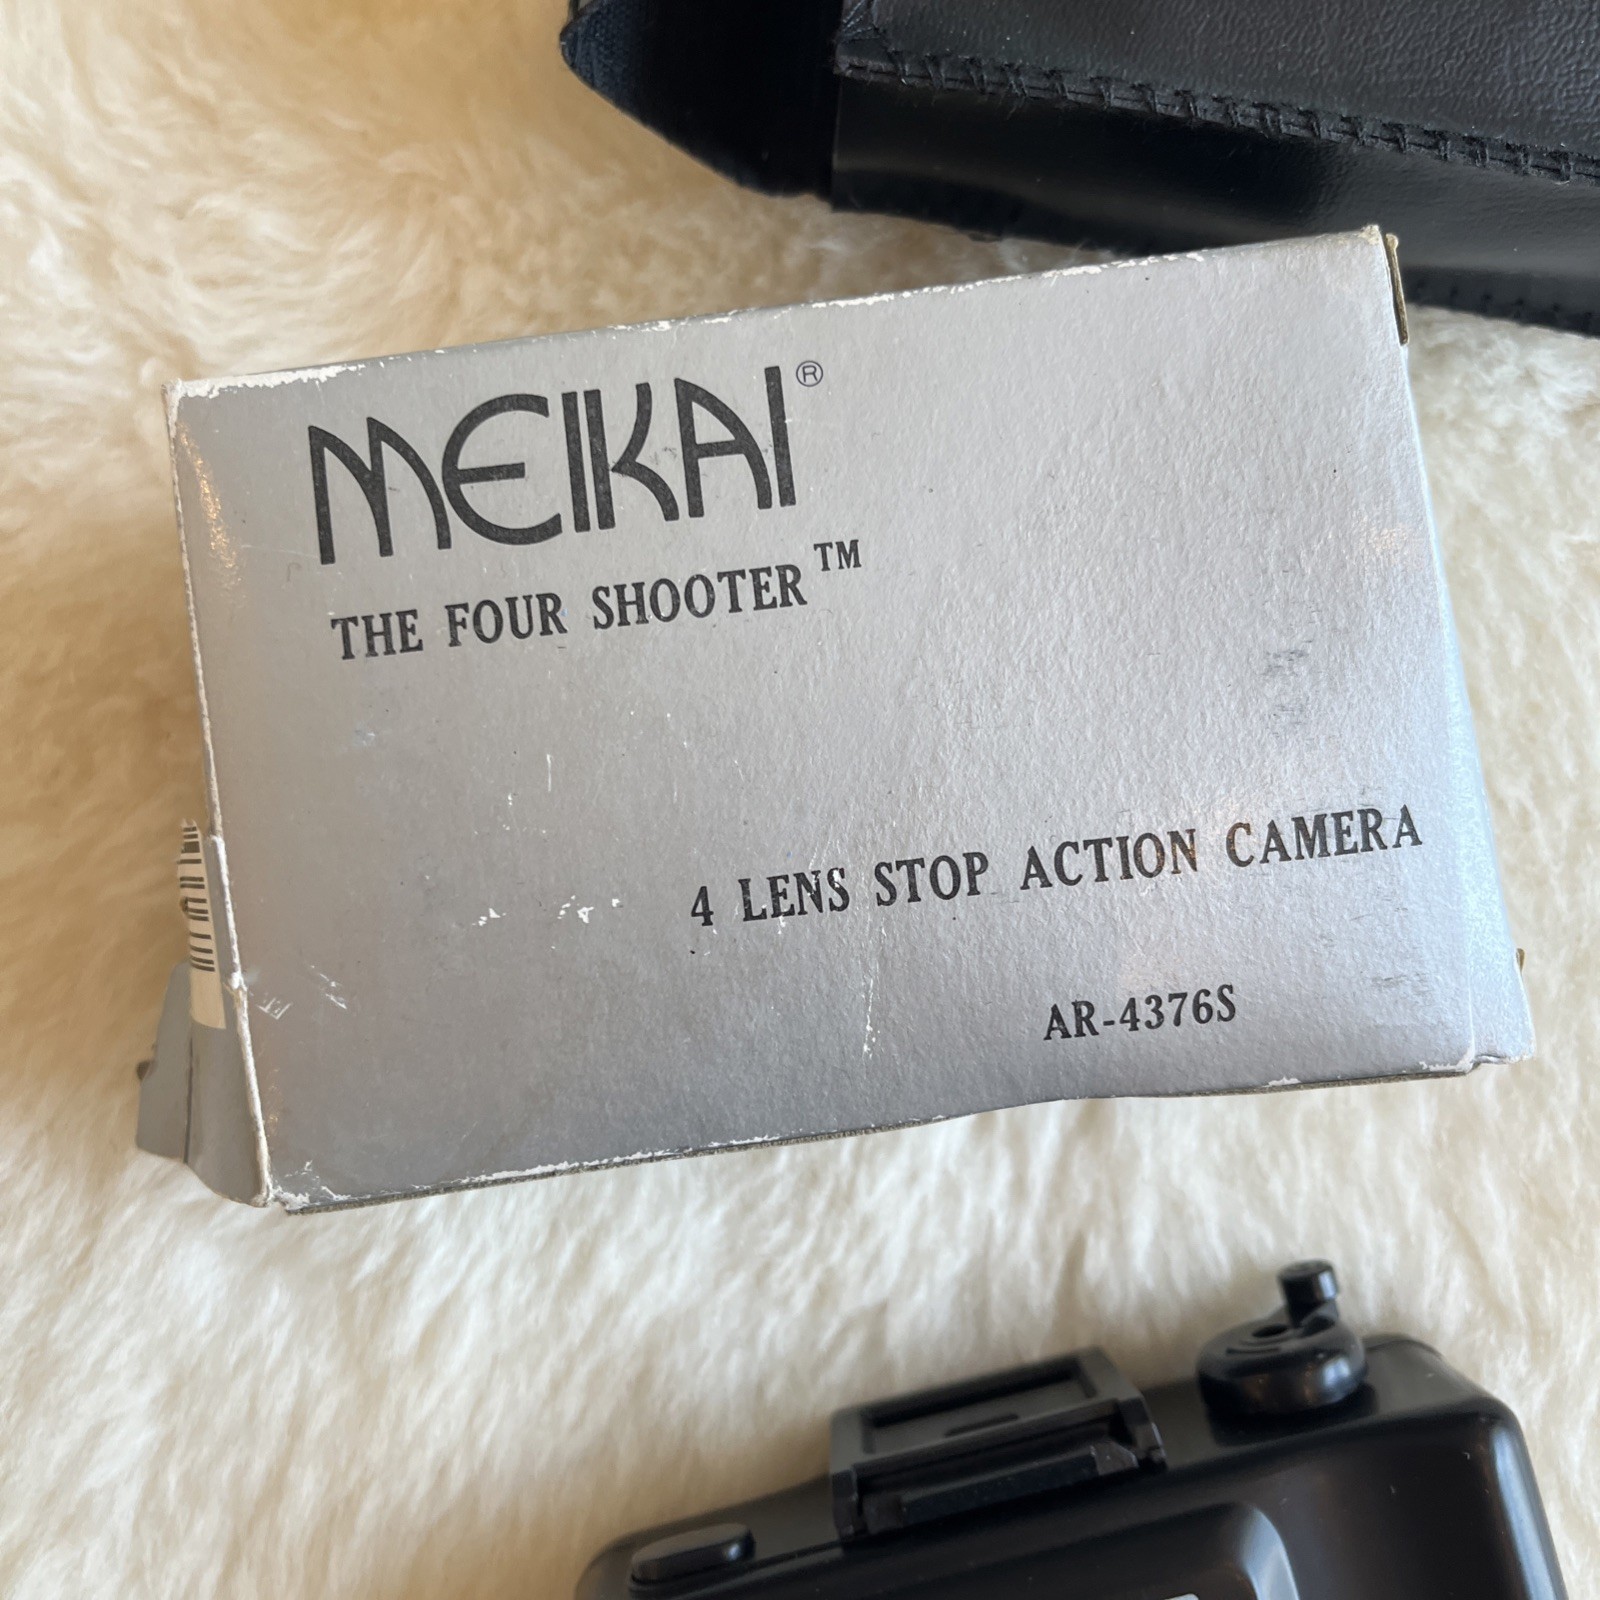 MEIKAI®
THE FOUR SHOOTER™
4 LENS STOP ACTION CAMERA
AR-4376S